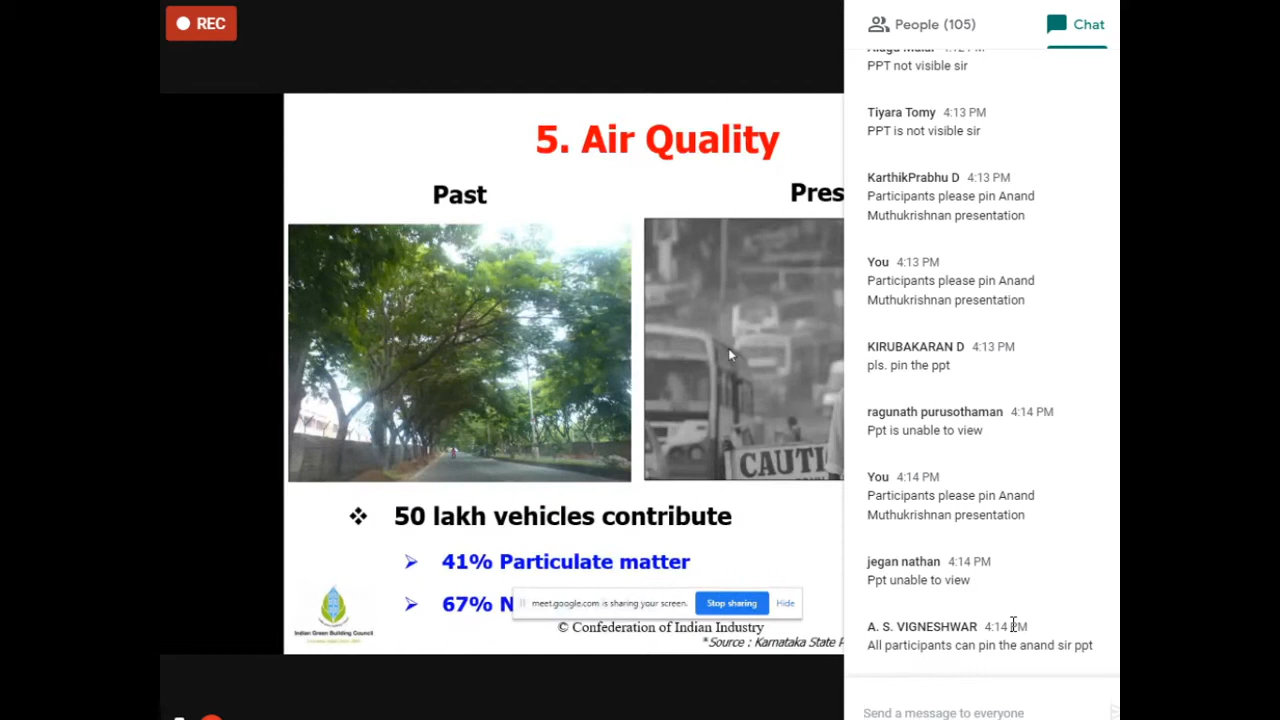 REC
People (105)
Chat
4:12 PM
PPT not visible sir
Tiyara Tomy 4:13 PM
PPT is not visible sir
KarthikPrabhu D 4:13 PM
Participants please pin Anand
Muthukrishnan presentation
You 4:13 PM
Participants please pin Anand
Muthukrishnan presentation
KIRUBAKARAN D 4:13 PM
pls. pin the ppt
ragunath purusothaman 4:14 PM
Ppt is unable to view
You 4:14 PM
Participants please pin Anand
Muthukrishnan presentation
jegan nathan 4:14 PM
Ppt unable to view
A. S. VIGNESHWAR 4:14 PM
All participants can pin the anand sir ppt
Send a message to everyone
5. Air Quality
Past
Pres
CAUTI
50 lakh vehicles contribute
41% Particulate matter
67% N
meet.google.com is sharing your screen.
Stop sharing
Hide
Indian Green Building Council
© Confederation of Indian Industry
*Source : Karnataka State P